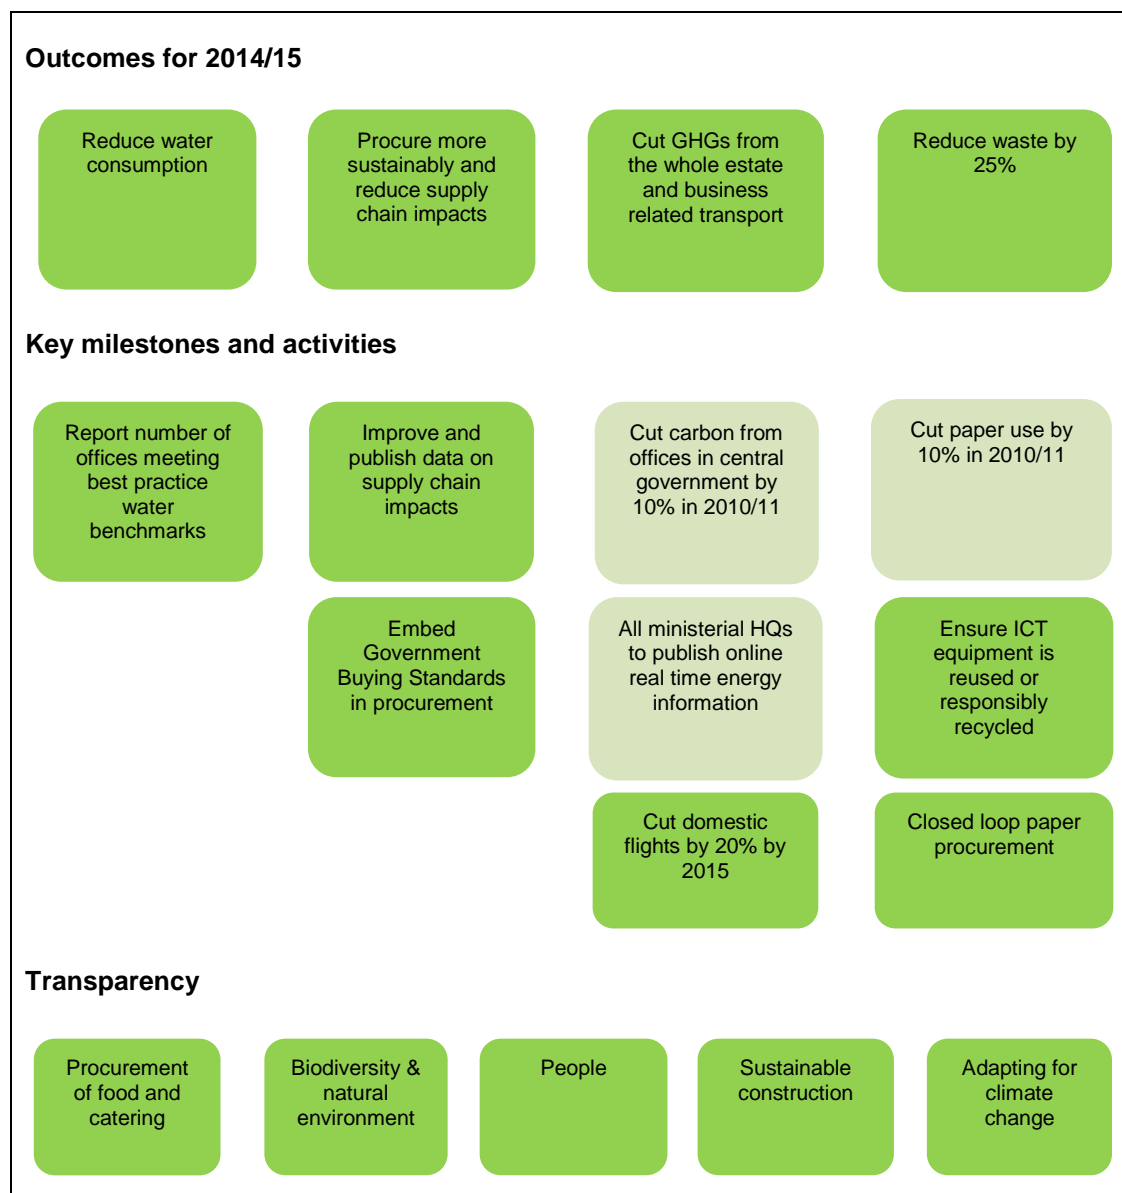 Outcomes for 2014/15
Reduce water
consumption
Procure more
sustainably and
reduce supply
chain impacts
Cut GHGs from
the whole estate
and business
related transport
Reduce waste by
25%
Key milestones and activities
Report number of
offices meeting
best practice
water
benchmarks
Improve and
publish data on
supply chain
impacts
Cut carbon from
offices in central
government by
10% in 2010/11
Cut paper use by
10% in 2010/11
Embed
Government
Buying Standards
in procurement
All ministerial HQs
to publish online
real time energy
information
Ensure ICT
equipment is
reused or
responsibly
recycled
Cut domestic
flights by 20% by
2015
Closed loop paper
procurement
Transparency
Procurement
of food and
catering
Biodiversity &
natural
environment
People
Sustainable
construction
Adapting for
climate
change